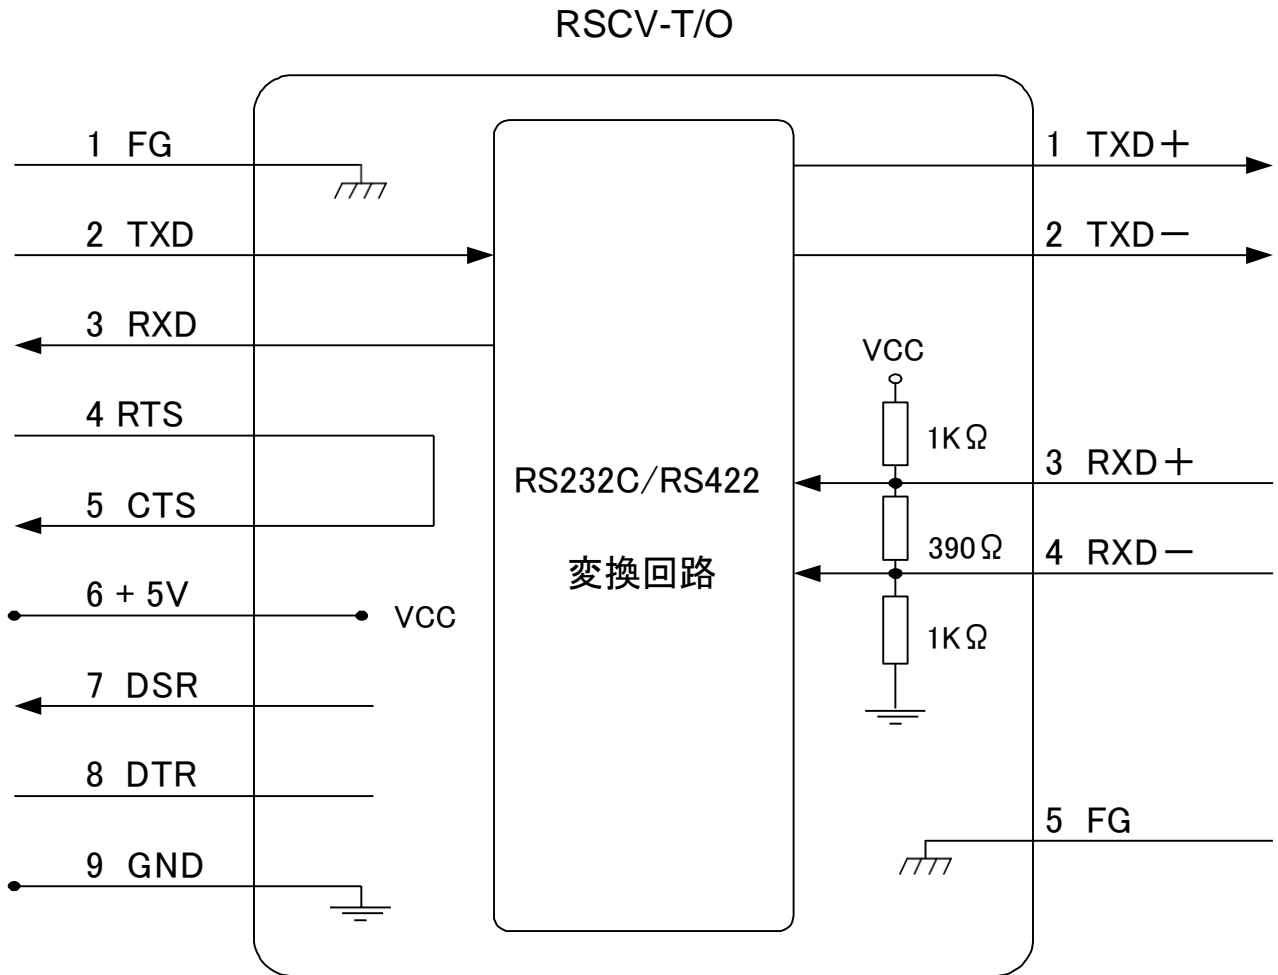 RSCV-T/O
1 FG
2 TXD
3 RXD
4 RTS
5 CTS
6 + 5V
VCC
7 DSR
8 DTR
9 GND
RS232C/RS422
変換回路
1 TXD＋
2 TXD－
VCC
1KΩ
3 RXD＋
390Ω
4 RXD－
1KΩ
5 FG